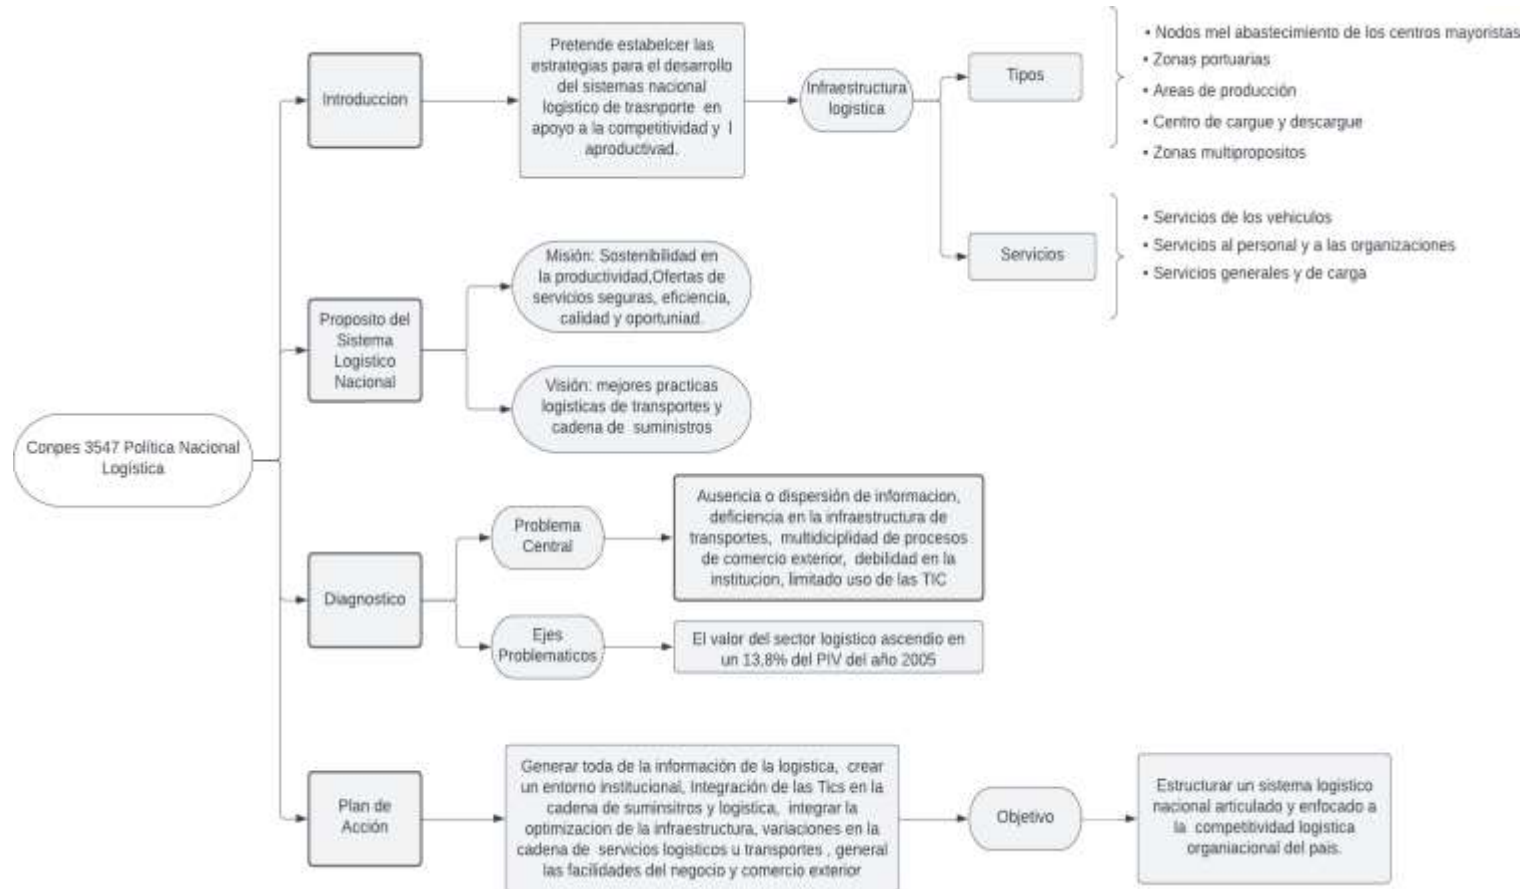 Conpes 3547 Política Nacional
Logística
Introduccion
Pretende estabelcer las
estrategias para el desarrollo
del sistemas nacional
logistico de trasnporte en
apoyo a la competitividad y l
aproductivad.
Infraestructura
logistica
Tipos
• Nodos mel abastecimiento de los centros mayoristas
• Zonas portuarias
• Areas de producción
• Centro de cargue y descargue
• Zonas multipropositos
Servicios
• Servicios de los vehiculos
• Servicios al personal y a las organizaciones
• Servicios generales y de carga
Proposito del
Sistema
Logistico
Nacional
Misión: Sostenibilidad en
la productividad,Ofertas de
servicios seguras, eficiencia,
calidad y oportuniad.
Visión: mejores practicas
logísticas de transportes y
cadena de suministros
Diagnostico
Problema
Central
Ausencia o dispersión de informacion,
deficiencia en la infraestructura de
transportes, multidiciplidad de procesos
de comercio exterior, debilidad en la
institucion, limitado uso de las TIC
Ejes
Problematicos
El valor del sector logistico ascendio en
un 13,8% del PIV del año 2005
Plan de
Acción
Generar toda de la información de la logistica, crear
un entorno institucional, Integración de las Tics en la
cadena de suminsitros y logistica, integrar la
optimizacion de la infraestructura, variaciones en la
cadena de servicios logisticos u transportes , general
las facilidades del negocio y comercio exterior
Objetivo
Estructurar un sistema logistico
nacional articulado y enfocado a
la competitividad logistica
organiacional del pais.